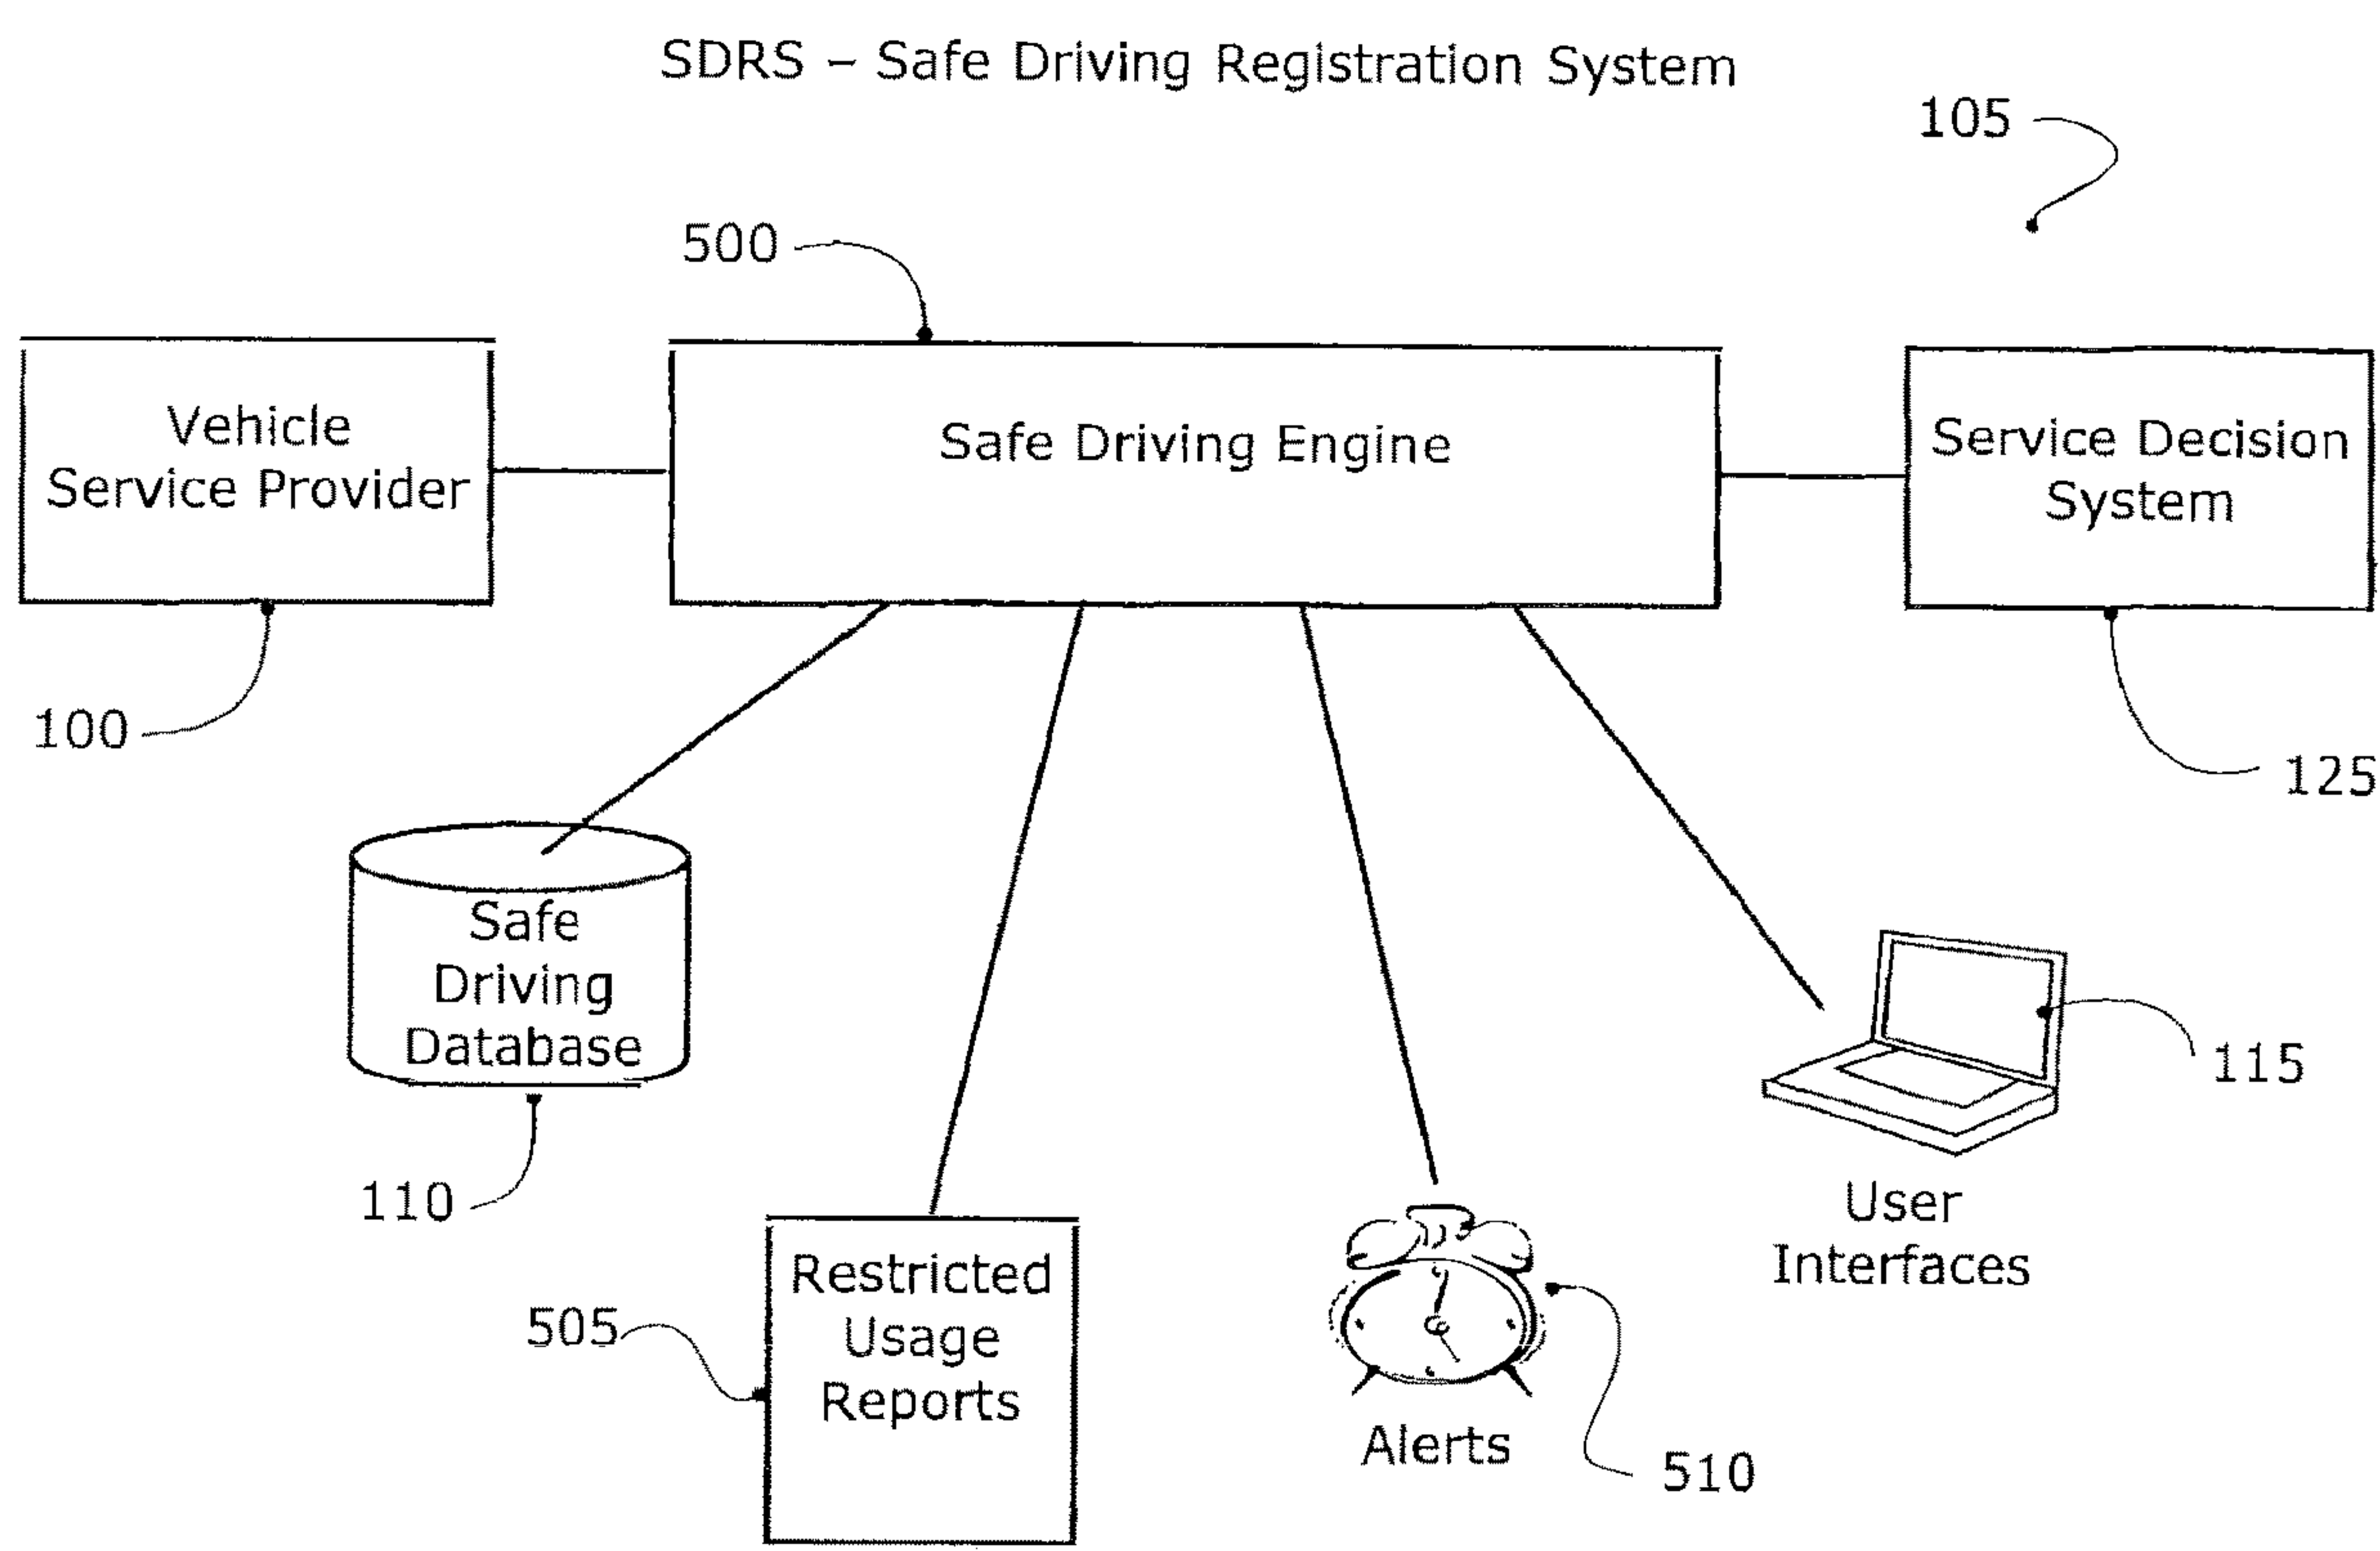 SDRS – Safe Driving Registration System
105
500
Vehicle
Service Provider
Safe Driving Engine
Service Decision
System
100
125
Safe
Driving
Database
115
110
User
Interfaces
Restricted
Usage
Reports
505
Alerts
510